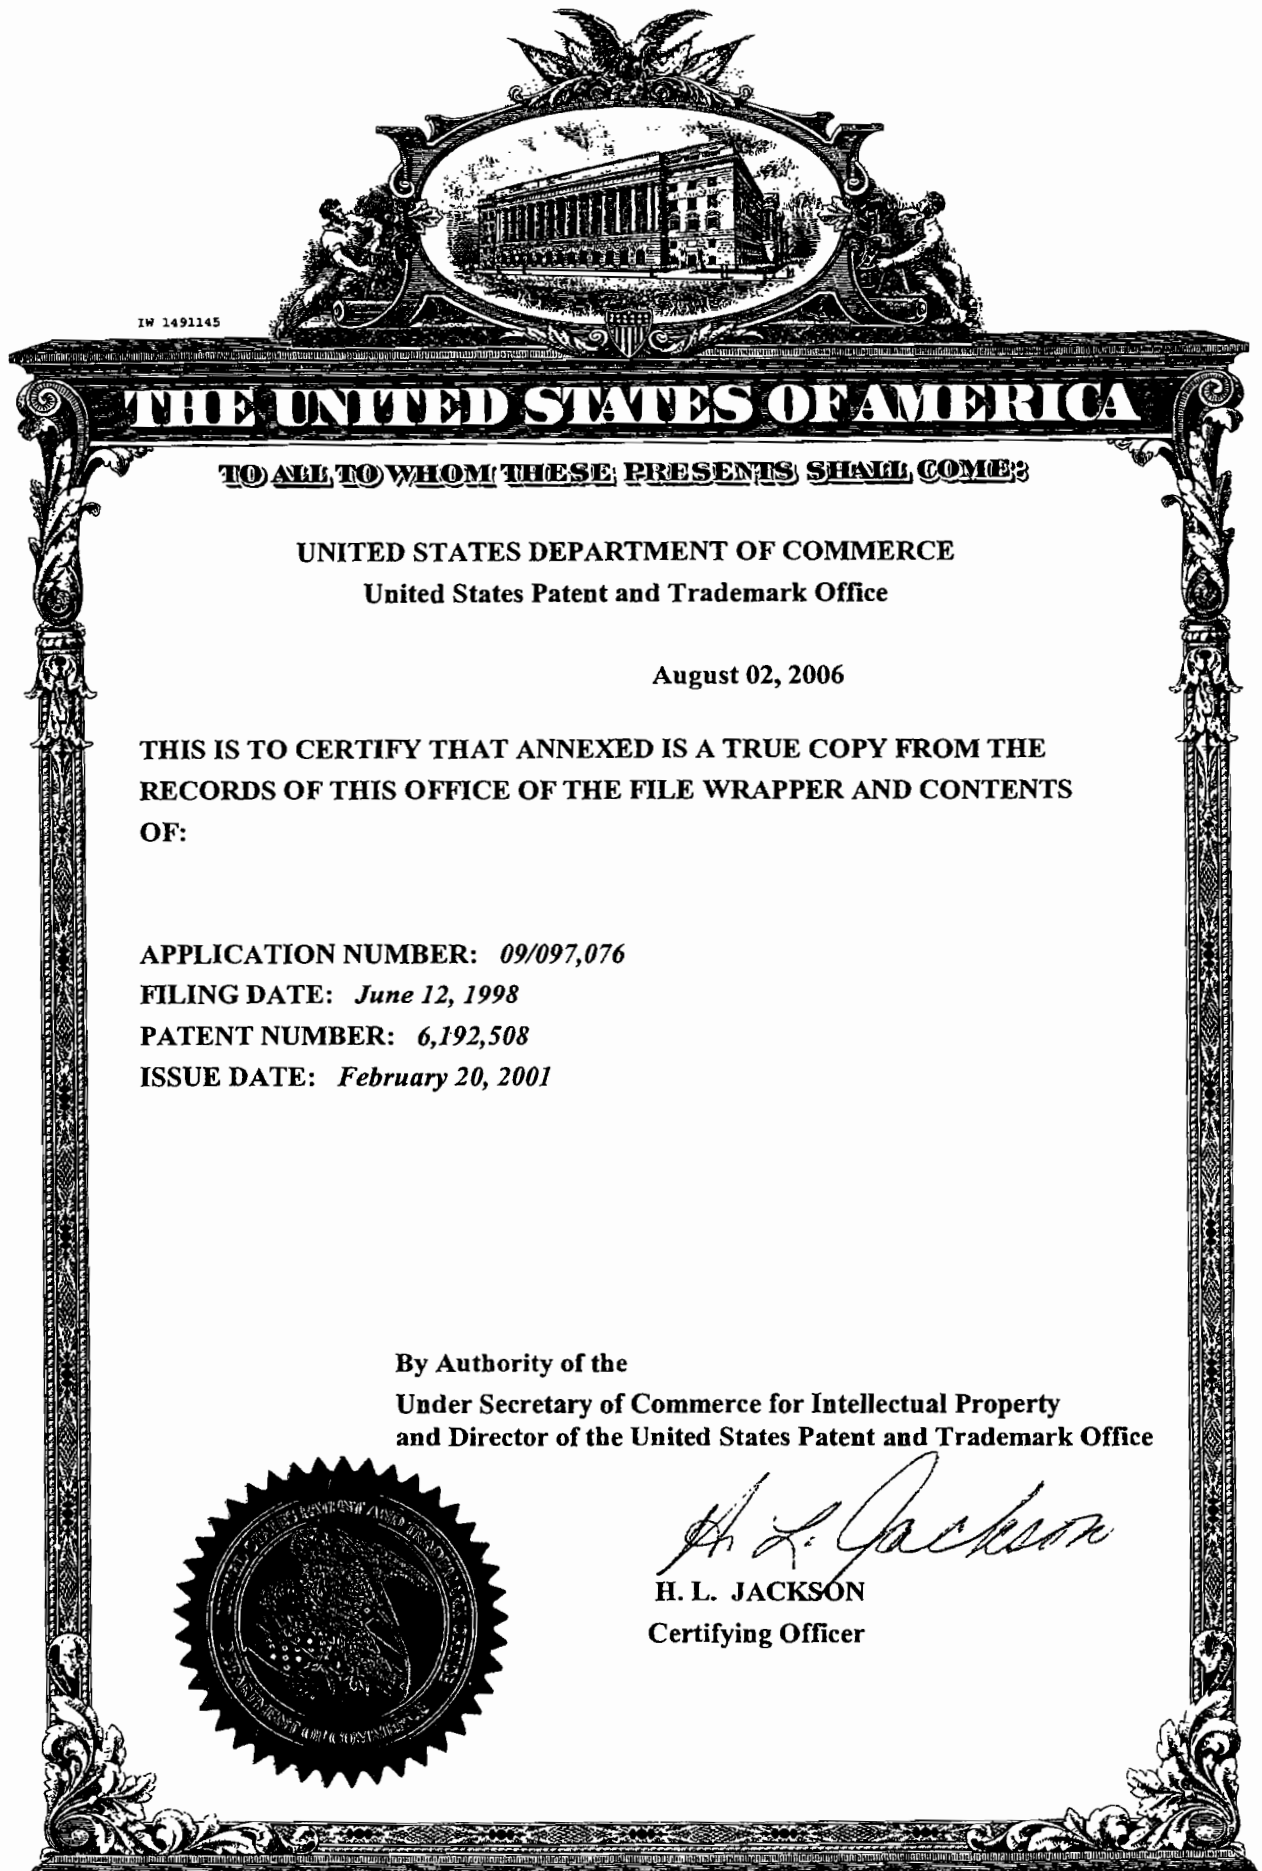 IW 1491145
THE UNITED STATES OF AMERICA
TO ALL TO WHOM THESE PRESENTS SHALL COME:
UNITED STATES DEPARTMENT OF COMMERCE
United States Patent and Trademark Office
August 02, 2006
THIS IS TO CERTIFY THAT ANNEXED IS A TRUE COPY FROM THE
RECORDS OF THIS OFFICE OF THE FILE WRAPPER AND CONTENTS
OF:
APPLICATION NUMBER: 09/097,076
FILING DATE: June 12, 1998
PATENT NUMBER: 6,192,508
ISSUE DATE: February 20, 2001
By Authority of the
Under Secretary of Commerce for Intellectual Property
and Director of the United States Patent and Trademark Office
H. L. Jackson
H. L. JACKSON
Certifying Officer
PATENT AND
OF COMMERCE